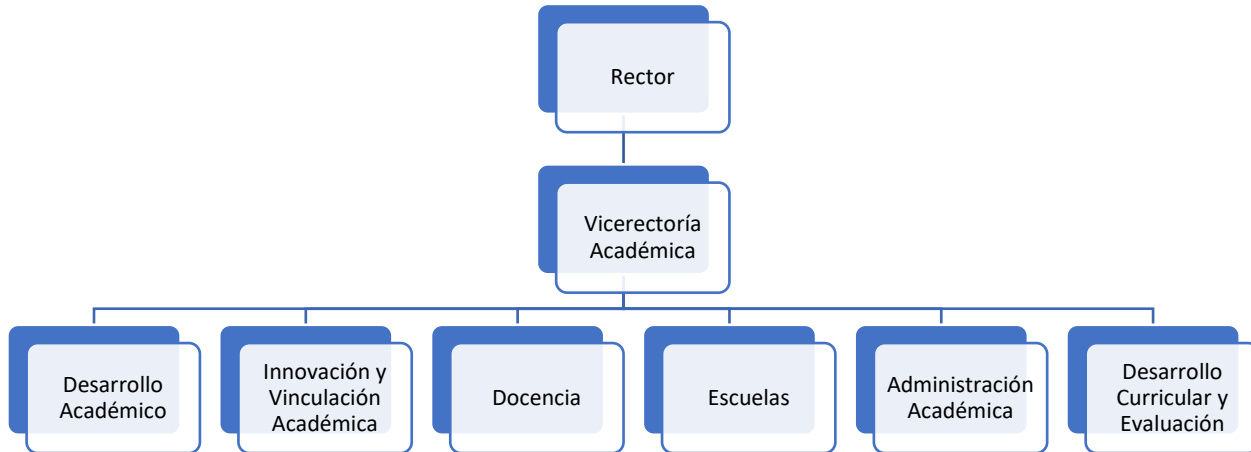 Rector
Vicerectoría
Académica
Desarrollo
Académico
Innovación y
Vinculación
Académica
Docencia
Escuelas
Administración
Académica
Desarrollo
Curricular y
Evaluación